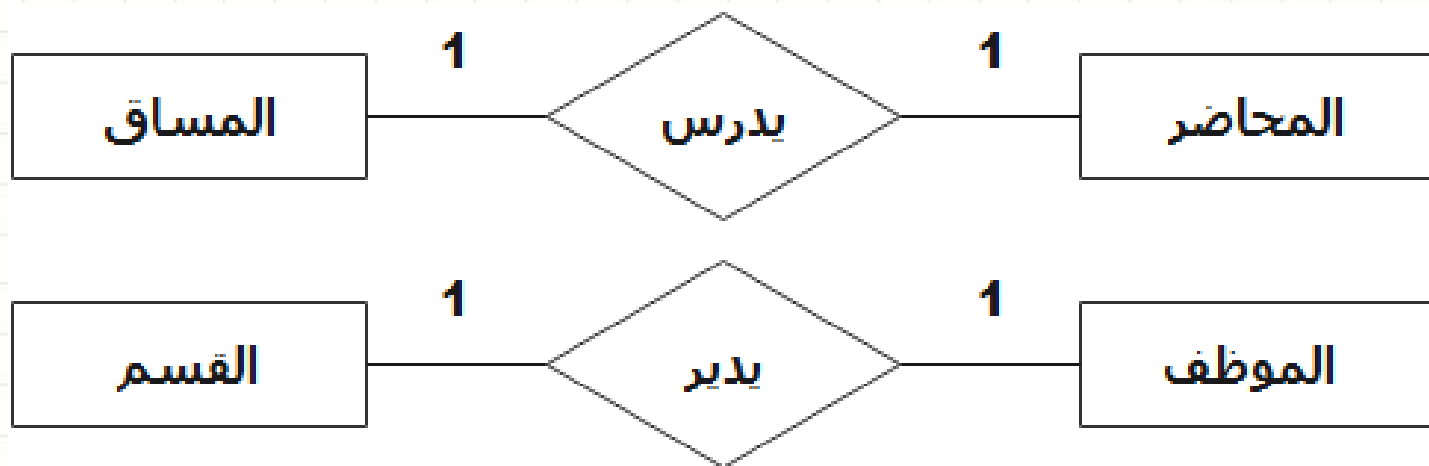 1 1
المحاضر يدرس المساق
1 1
الموظف يدير القسم